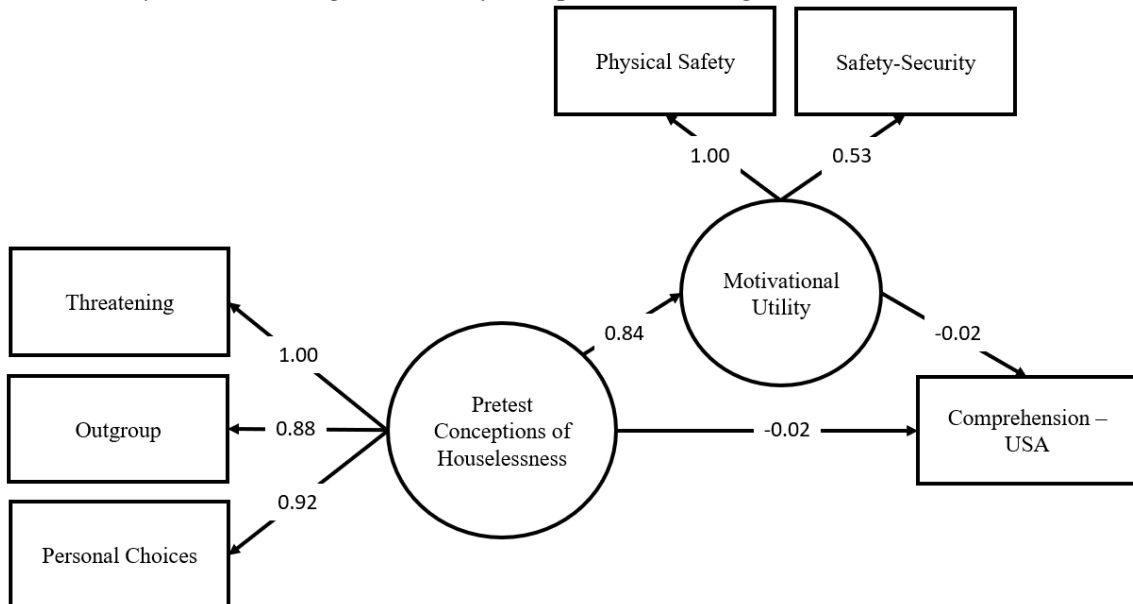 Physical Safety
Safety-Security
1.00
0.53
Motivational
Utility
Threatening
0.84
-0.02
1.00
Pretest
Conceptions of
Houselessness
Outgroup
0.88
-0.02
Comprehension –
USA
0.92
Personal Choices